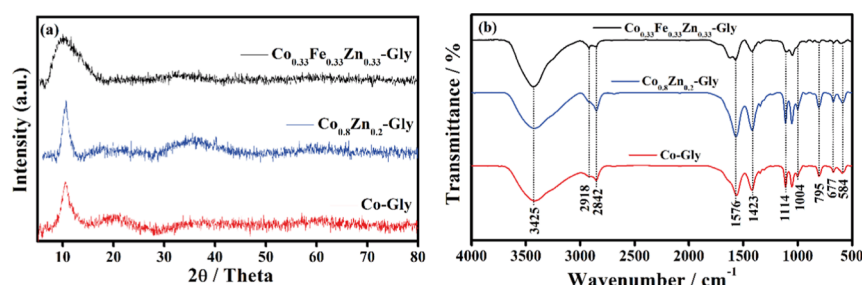 (a)
Co0.33Fe0.33Zn0.33-Gly
Co0.8Zn0.2-Gly
Co-Gly
Intensity (a.u.)
10 20 30 40 50 60 70 80
2θ / Theta
(b)
Co0.33Fe0.33Zn0.33-Gly
Co0.8Zn0.2-Gly
Co-Gly
Transmittance / %
3425 2918 2842 1576 1423 1114 1004 795 677 584
4000 3500 3000 2500 2000 1500 1000 500
Wavenumber / cm-1